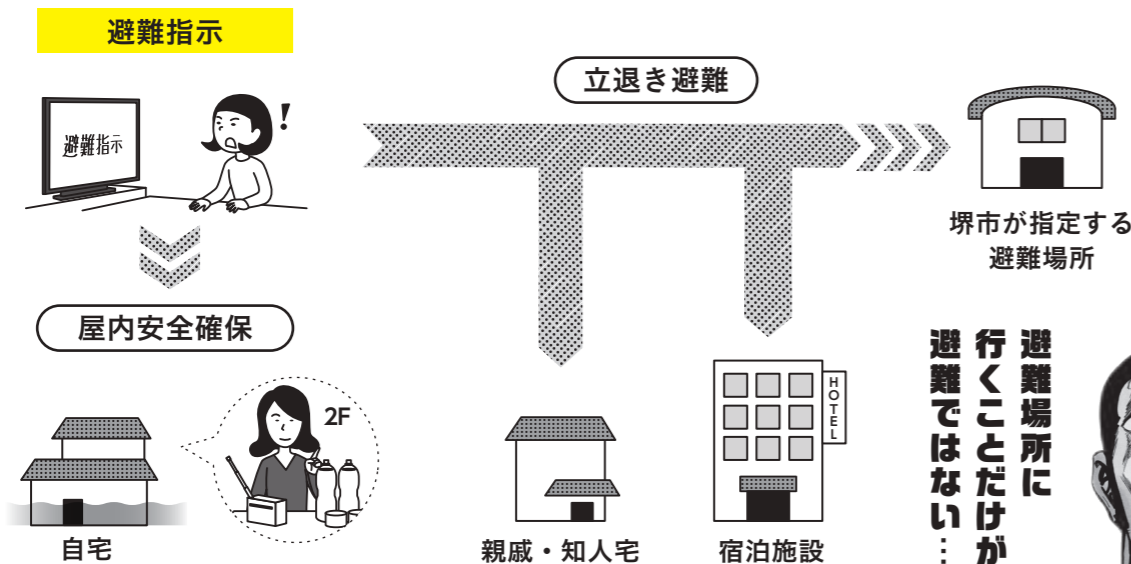 避難指示
避難指示
!
立退き避難
堺市が指定する
避難場所
屋内安全確保
2F
自宅
親戚・知人宅
HOTEL
宿泊施設
避難場所に
行くことだけが
避難ではない…